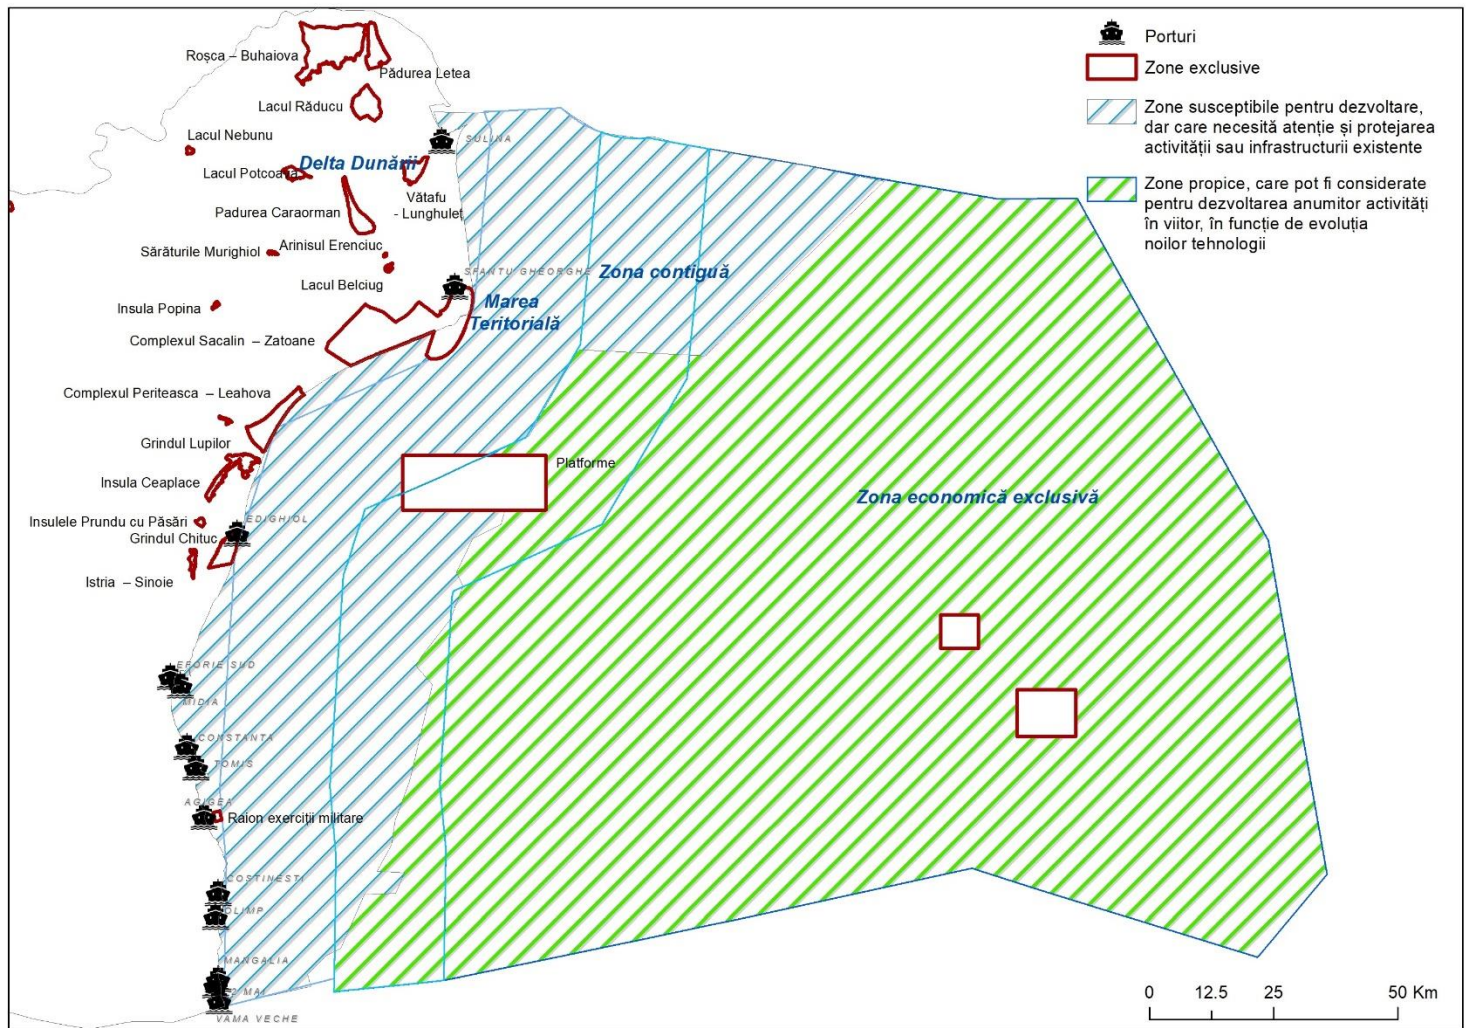 Porturi
Zone exclusive
Zone susceptibile pentru dezvoltare,
dar care necesită atenție și protejarea
activității sau infrastructurii existente
Zone propice, care pot fi considerate
pentru dezvoltarea anumitor activități
în viitor, în funcție de evoluția
noilor tehnologii
Roșca – Buhaiova
Pădurea Letea
Lacul Răducu
Lacul Nebunu
SULINA
Delta Dunării
Lacul Potcoava
Vătafu
- Lunghuleț
Padurea Caraorman
Arinisul Erenciuc
Sărăturile Murighiol
SFANTU GHEORGHE
Zona contiguă
Lacul Belciug
Marea
Teritorială
Insula Popina
Complexul Sacalin – Zatoane
Complexul Periteasca – Leahova
Grindul Lupilor
Platforme
Insula Ceaplace
Zona economică exclusivă
Insulele Prundu cu Păsări
EDIGHIOL
Grindul Chituc
Istria – Sinoie
EFORIE SUD
MIDIA
CONSTANTA
TOMIS
AGIGEA
Raion exerciții militare
COSTINESTI
OLIMP
MANGALIA
2 MAI
VAMA VECHE
0 12.5 25 50 Km